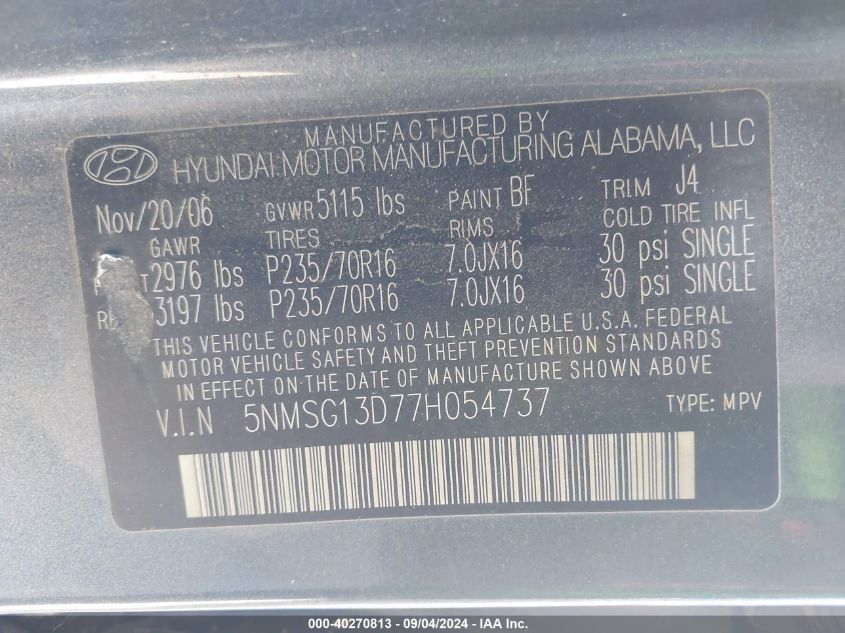 MANUFACTURED BY
HYUNDAI MOTOR MANUFACTURING ALABAMA, LLC
Nov/20/06 GVWR 5115 lbs PAINT BF TRIM J4
GAWR TIRES RIMS COLD TIRE INFL
T 2976 lbs P235/70R16 7.0JX16 30 psi SINGLE
RE 3197 lbs P235/70R16 7.0JX16 30 psi SINGLE
THIS VEHICLE CONFORMS TO ALL APPLICABLE U.S.A. FEDERAL
MOTOR VEHICLE SAFETY AND THEFT PREVENTION STANDARDS
IN EFFECT ON THE DATE OF MANUFACTURE SHOWN ABOVE
V.I.N 5NMSG13D77H054737 TYPE: MPV
000-40270813 - 09/04/2024 - IAA Inc.